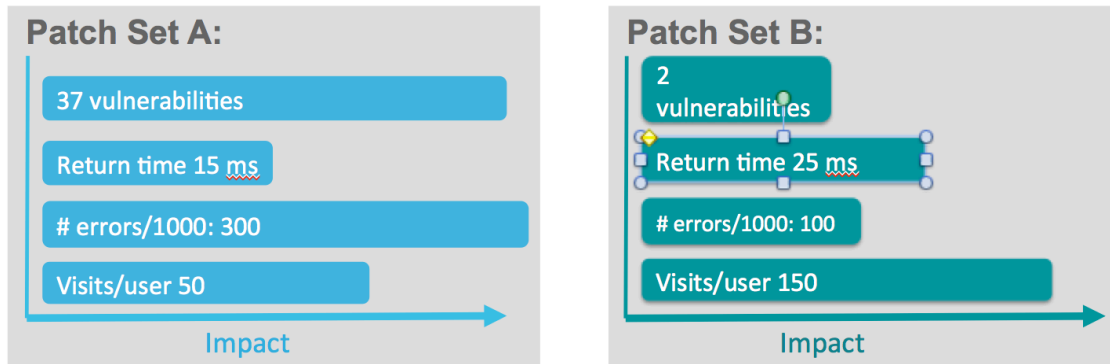 Patch Set A:
37 vulnerabilities
Return time 15 ms
# errors/1000: 300
Visits/user 50
Impact
Patch Set B:
2
vulnerabilities
Return time 25 ms
# errors/1000: 100
Visits/user 150
Impact